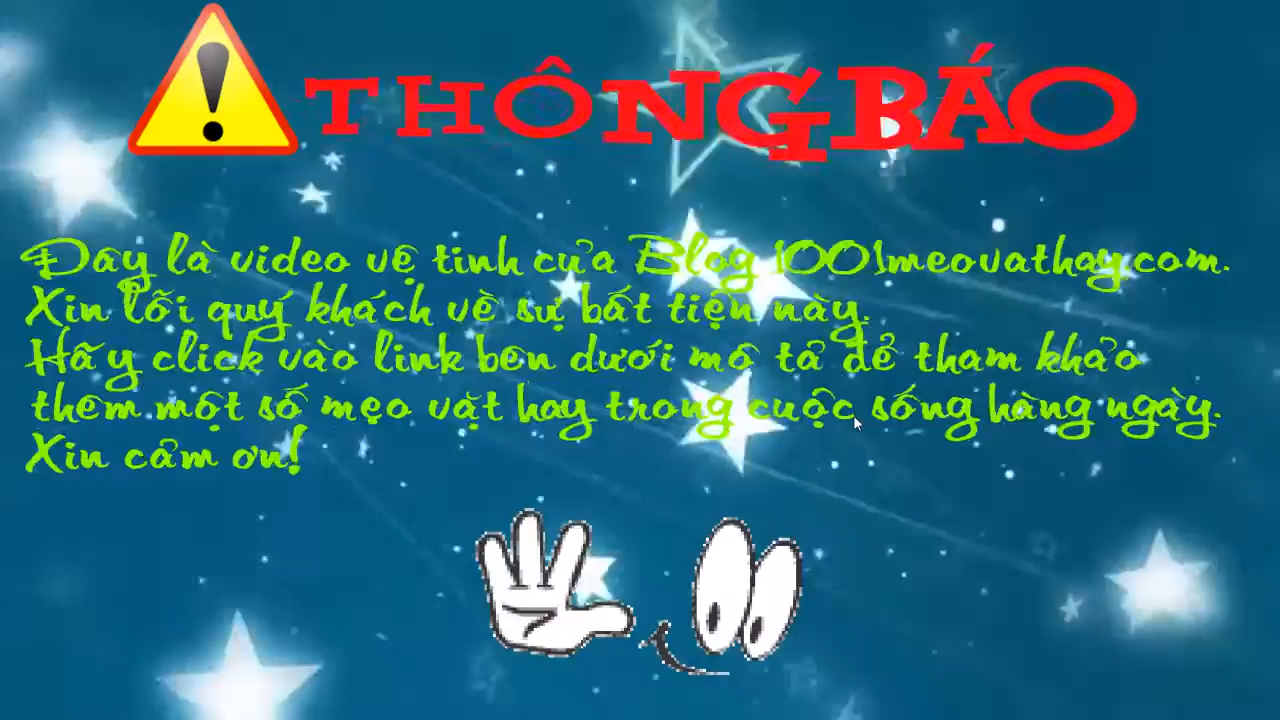 THÔNG BÁO
Đây là video vệ tinh của Blog 1001meovathay.com.
Xin lỗi quý khách về sự bất tiện này.
Hãy click vào link bên dưới mô tả để tham khảo
thêm một số mẹo vặt hay trong cuộc sống hàng ngày.
Xin cảm ơn!